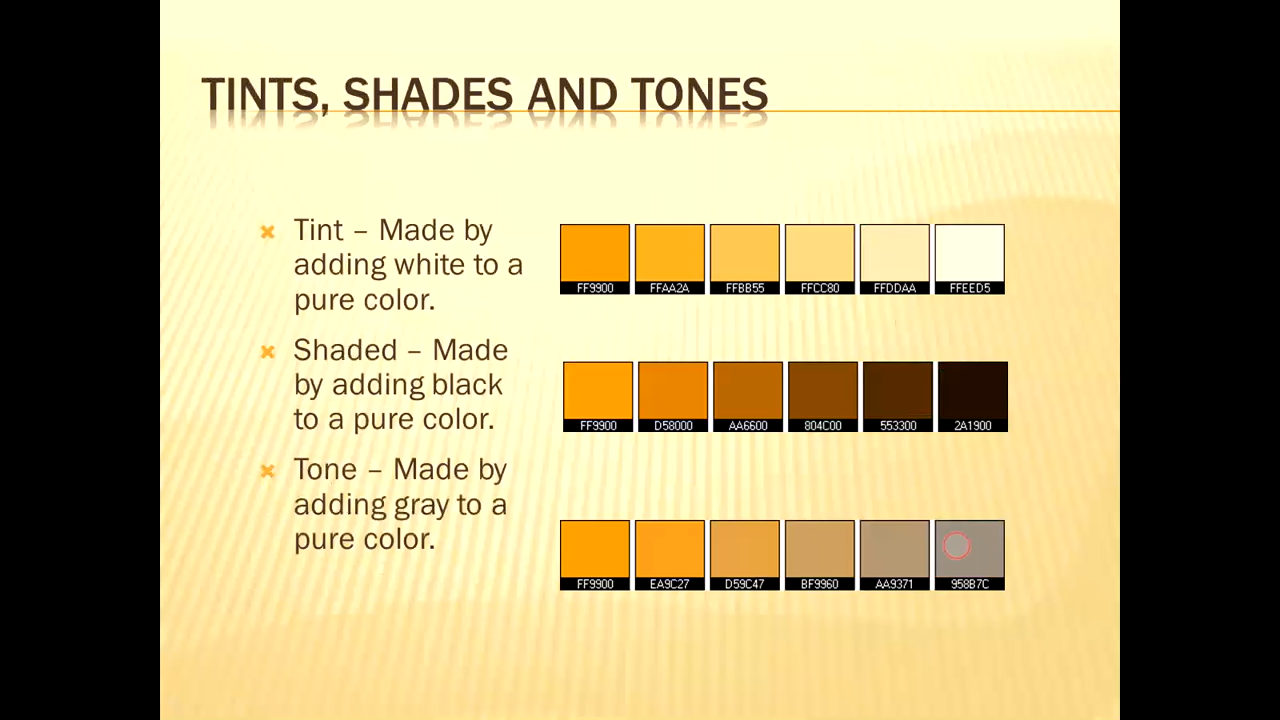 TINTS, SHADES AND TONES
Tint – Made by
adding white to a
pure color.
FF9900 FFAA2A FFBB55 FFCC80 FFDDAA FFEED5
Shaded – Made
by adding black
to a pure color.
FF9900 D58000 AA6600 804C00 553300 2A1900
Tone – Made by
adding gray to a
pure color.
FF9900 EA9C27 D59C47 BF9960 AA9371 958B7C